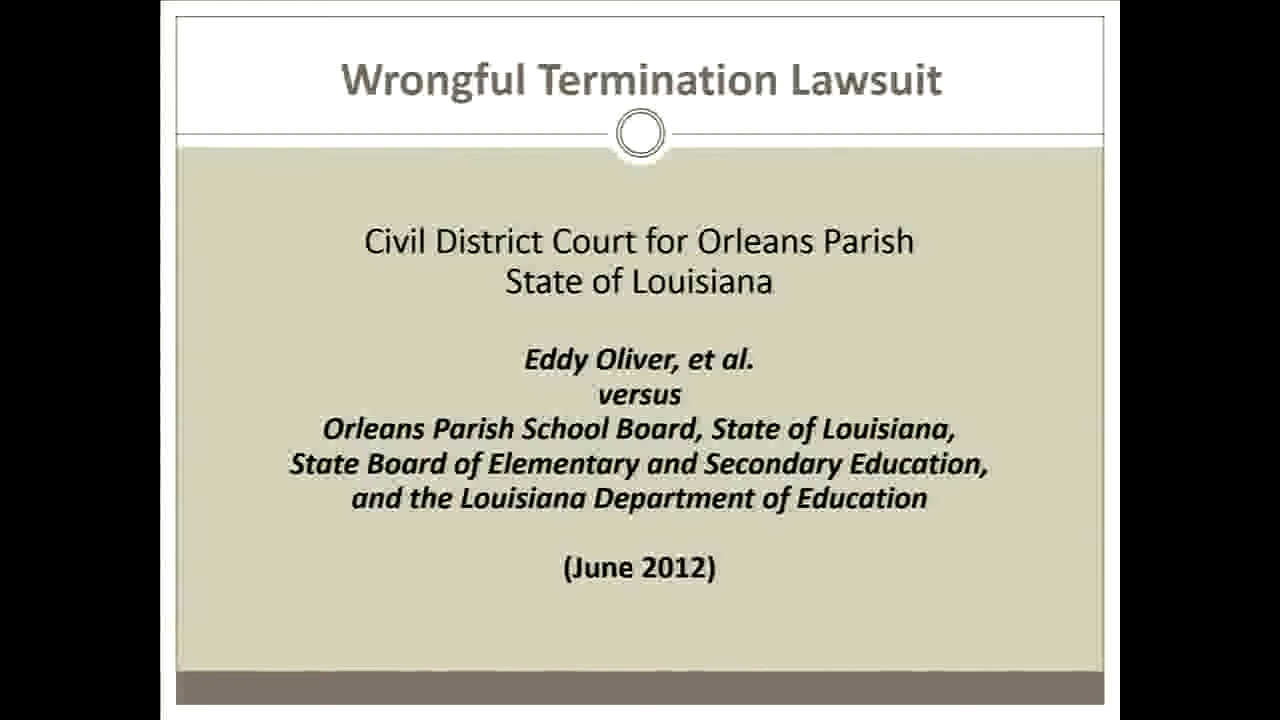 Wrongful Termination Lawsuit
Civil District Court for Orleans Parish
State of Louisiana
Eddy Oliver, et al.
versus
Orleans Parish School Board, State of Louisiana,
State Board of Elementary and Secondary Education,
and the Louisiana Department of Education
(June 2012)